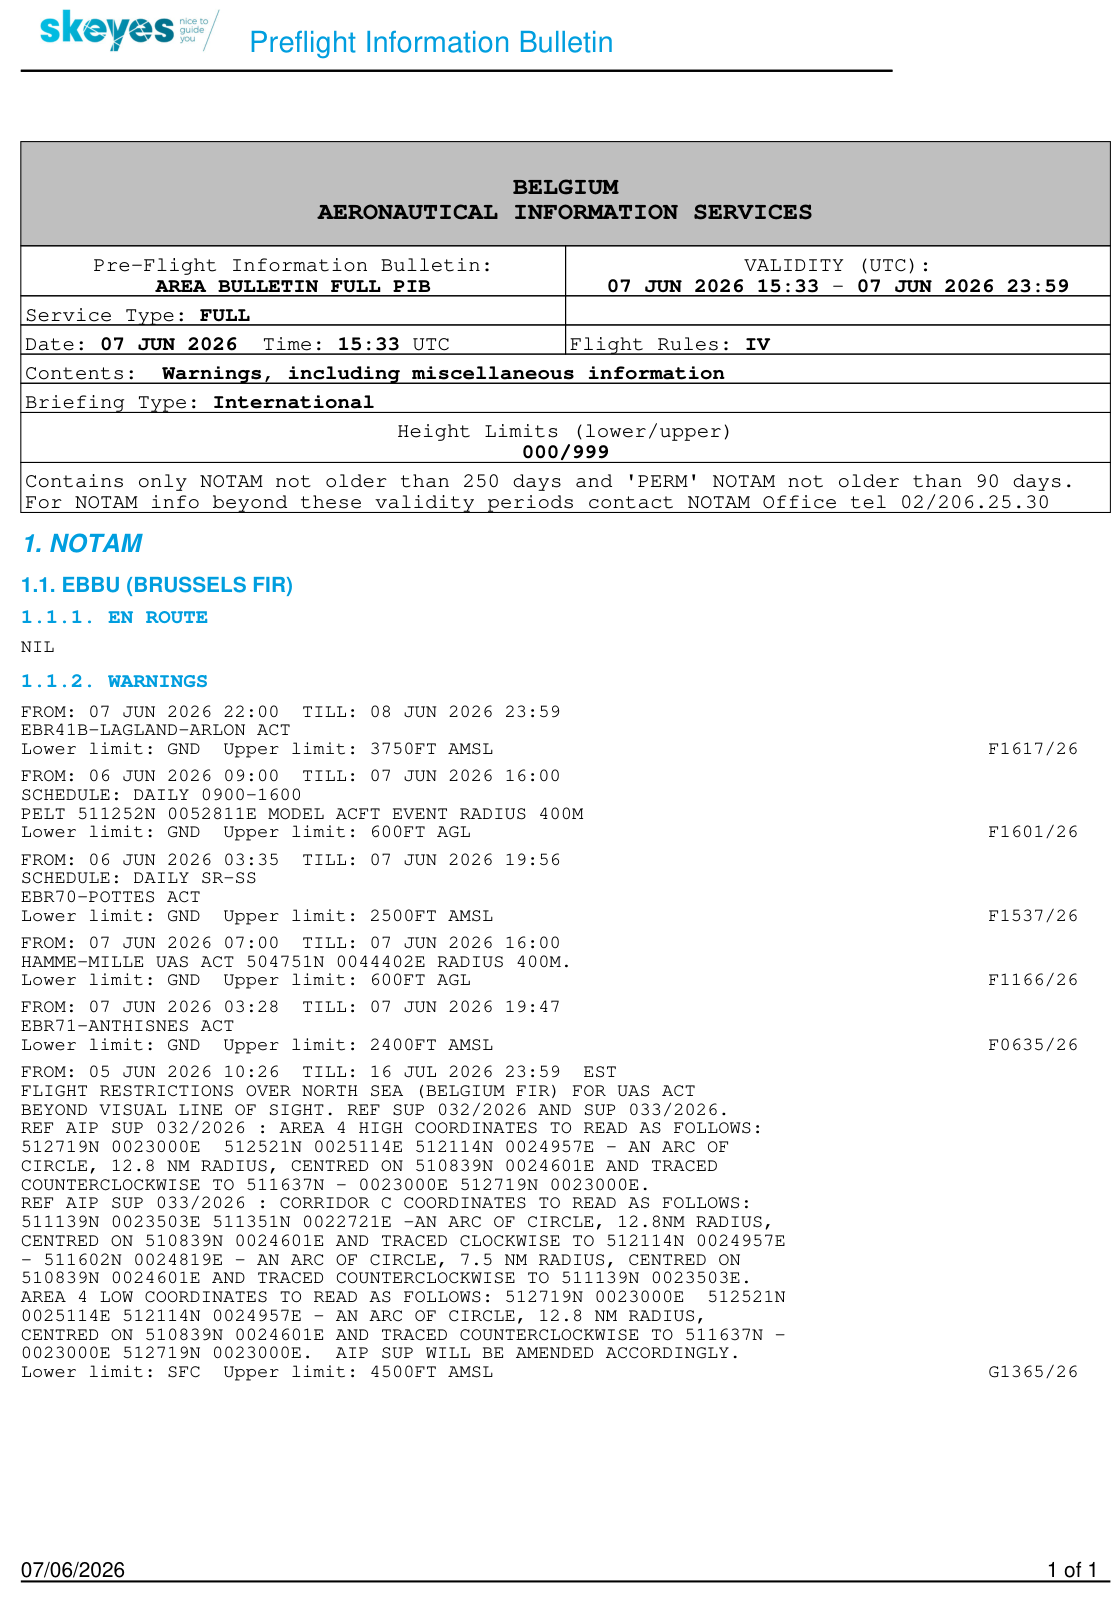 skeyes nice to guide you
Preflight Information Bulletin
BELGIUM
AERONAUTICAL INFORMATION SERVICES
Pre-Flight Information Bulletin:
AREA BULLETIN FULL PIB
VALIDITY (UTC):
07 JUN 2026 15:33 - 07 JUN 2026 23:59
Service Type: FULL
Date: 07 JUN 2026  Time: 15:33 UTC
Flight Rules: IV
Contents:  Warnings, including miscellaneous information
Briefing Type: International
Height Limits (lower/upper)
000/999
Contains only NOTAM not older than 250 days and 'PERM' NOTAM not older than 90 days.
For NOTAM info beyond these validity periods contact NOTAM Office tel 02/206.25.30
1. NOTAM
1.1. EBBU (BRUSSELS FIR)
1.1.1. EN ROUTE
NIL
1.1.2. WARNINGS
FROM: 07 JUN 2026 22:00  TILL: 08 JUN 2026 23:59
EBR41B-LAGLAND-ARLON ACT
Lower limit: GND  Upper limit: 3750FT AMSL F1617/26
FROM: 06 JUN 2026 09:00  TILL: 07 JUN 2026 16:00
SCHEDULE: DAILY 0900-1600
PELT 511252N 0052811E MODEL ACFT EVENT RADIUS 400M
Lower limit: GND  Upper limit: 600FT AGL F1601/26
FROM: 06 JUN 2026 03:35  TILL: 07 JUN 2026 19:56
SCHEDULE: DAILY SR-SS
EBR70-POTTES ACT
Lower limit: GND  Upper limit: 2500FT AMSL F1537/26
FROM: 07 JUN 2026 07:00  TILL: 07 JUN 2026 16:00
HAMME-MILLE UAS ACT 504751N 0044402E RADIUS 400M.
Lower limit: GND  Upper limit: 600FT AGL F1166/26
FROM: 07 JUN 2026 03:28  TILL: 07 JUN 2026 19:47
EBR71-ANTHISNES ACT
Lower limit: GND  Upper limit: 2400FT AMSL F0635/26
FROM: 05 JUN 2026 10:26  TILL: 16 JUL 2026 23:59  EST
FLIGHT RESTRICTIONS OVER NORTH SEA (BELGIUM FIR) FOR UAS ACT
BEYOND VISUAL LINE OF SIGHT. REF SUP 032/2026 AND SUP 033/2026.
REF AIP SUP 032/2026 : AREA 4 HIGH COORDINATES TO READ AS FOLLOWS:
512719N 0023000E  512521N 0025114E 512114N 0024957E - AN ARC OF
CIRCLE, 12.8 NM RADIUS, CENTRED ON 510839N 0024601E AND TRACED
COUNTERCLOCKWISE TO 511637N - 0023000E 512719N 0023000E.
REF AIP SUP 033/2026 : CORRIDOR C COORDINATES TO READ AS FOLLOWS:
511139N 0023503E 511351N 0022721E -AN ARC OF CIRCLE, 12.8NM RADIUS,
CENTRED ON 510839N 0024601E AND TRACED CLOCKWISE TO 512114N 0024957E
- 511602N 0024819E - AN ARC OF CIRCLE, 7.5 NM RADIUS, CENTRED ON
510839N 0024601E AND TRACED COUNTERCLOCKWISE TO 511139N 0023503E.
AREA 4 LOW COORDINATES TO READ AS FOLLOWS: 512719N 0023000E  512521N
0025114E 512114N 0024957E - AN ARC OF CIRCLE, 12.8 NM RADIUS,
CENTRED ON 510839N 0024601E AND TRACED COUNTERCLOCKWISE TO 511637N -
0023000E 512719N 0023000E.  AIP SUP WILL BE AMENDED ACCORDINGLY.
Lower limit: SFC  Upper limit: 4500FT AMSL G1365/26
07/06/2026 1 of 1